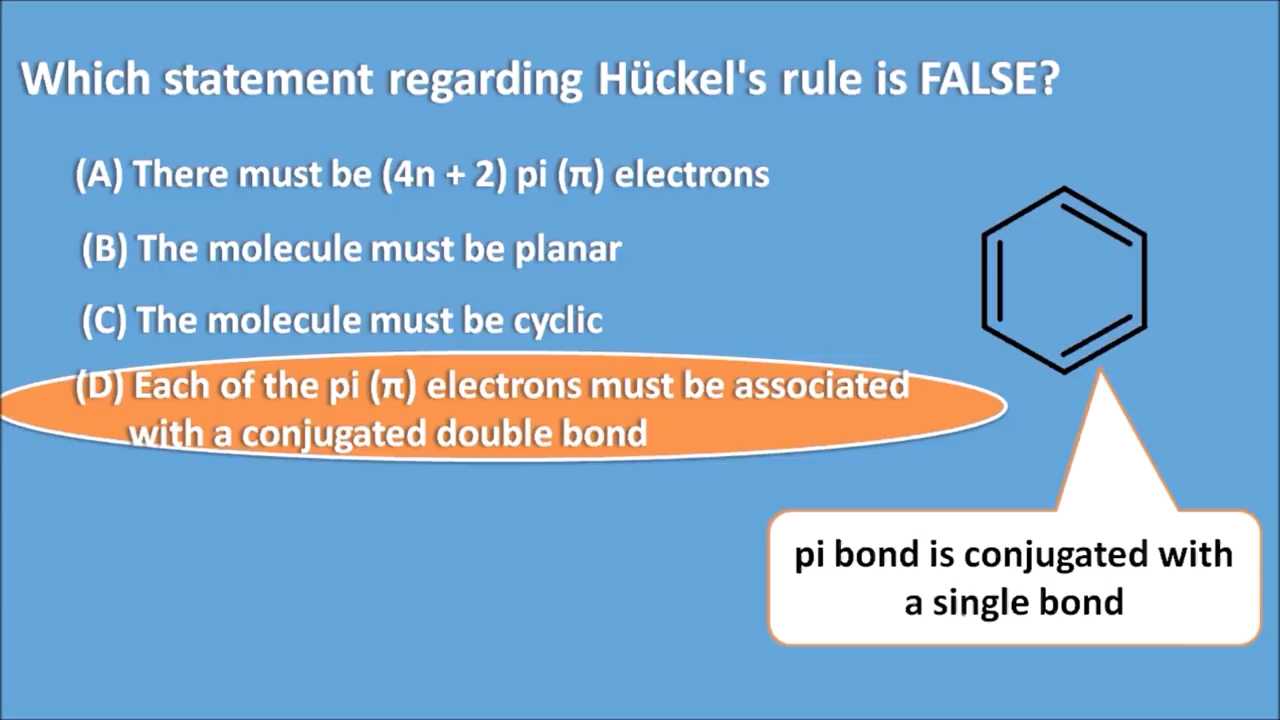 Which statement regarding Hückel's rule is FALSE?
(A) There must be (4n + 2) pi (π) electrons
(B) The molecule must be planar
(C) The molecule must be cyclic
(D) Each of the pi (π) electrons must be associated
with a conjugated double bond
pi bond is conjugated with
a single bond